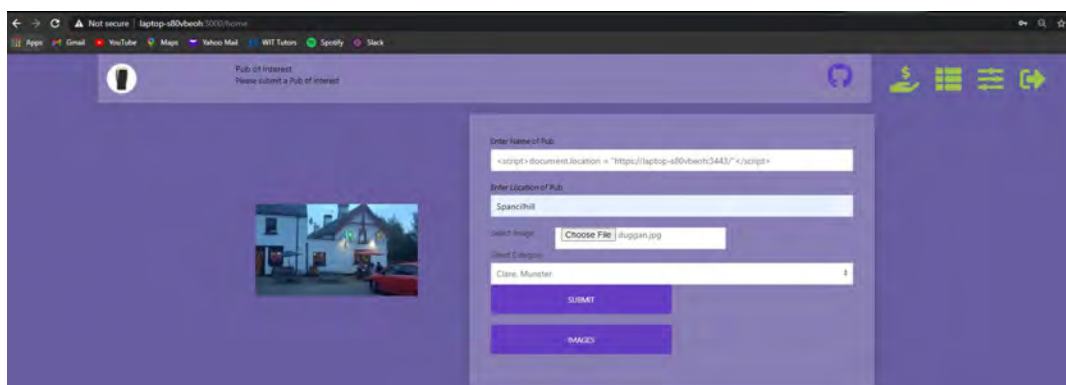 Not secure | laptop-s80vbeoh:3000/home
Apps Gmail YouTube Maps Yahoo Mail WIT Tutors Spotify Slack
Pub of Interest
Please submit a Pub of interest
Enter Name of Pub
<script>document.location = "https://laptop-s80vbeoh:3443/"</script>
Enter Location of Pub
Spancilhill
Select Image Choose File duggan.jpg
Select Category
Clare, Munster
SUBMIT
IMAGES